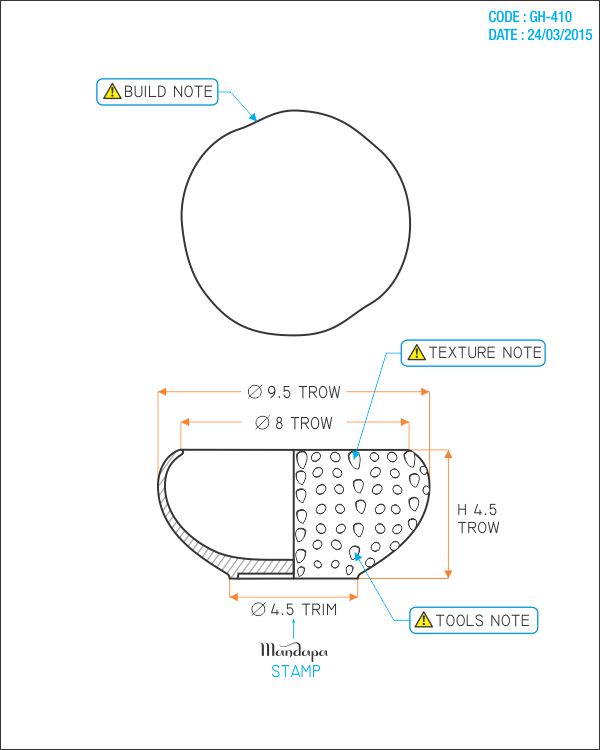 CODE : GH-410
DATE : 24/03/2015
BUILD NOTE
TEXTURE NOTE
∅ 9.5 TROW
∅ 8 TROW
H 4.5
TROW
∅ 4.5 TRIM
TOOLS NOTE
Mandapa
STAMP